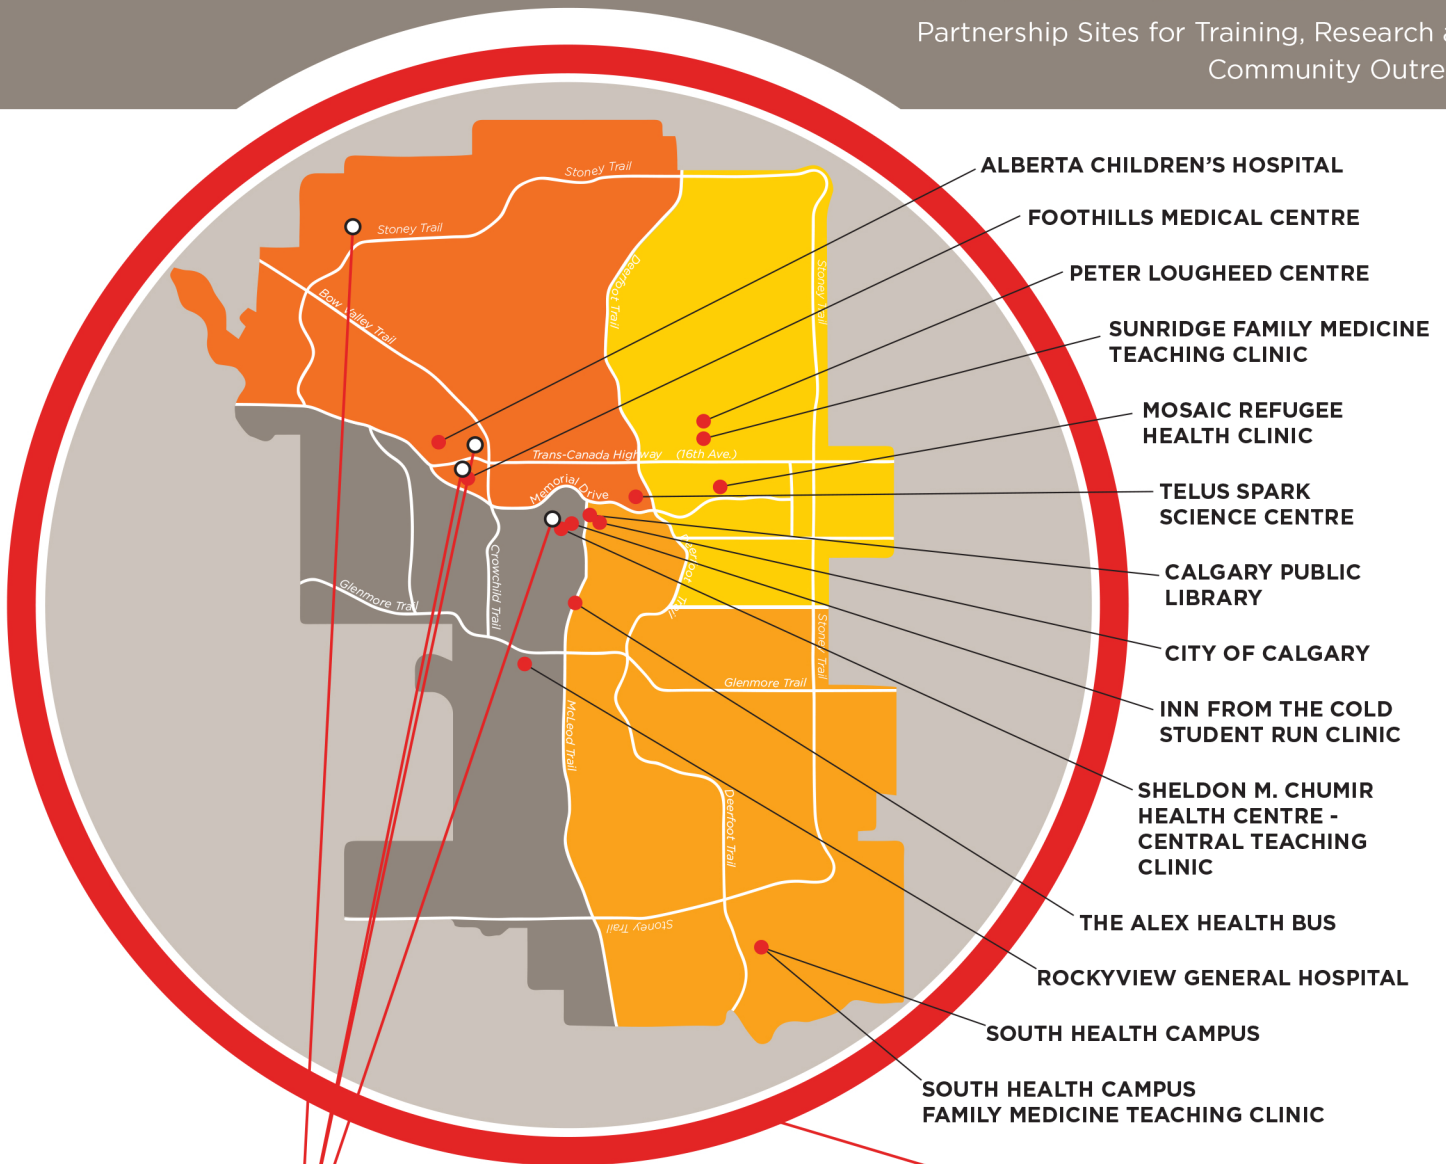 Partnership Sites for Training, Research
Community
ALBERTA CHILDREN’S HOSPITAL
FOOTHILLS MEDICAL CENTRE
PETER LOUGHEED CENTRE
SUNRIDGE FAMILY MEDICINE
TEACHING CLINIC
MOSAIC REFUGEE
HEALTH CLINIC
TELUS SPARK
SCIENCE CENTRE
CALGARY PUBLIC
LIBRARY
CITY OF CALGARY
INN FROM THE COLD
STUDENT RUN CLINIC
SHELDON M. CHUMIR
HEALTH CENTRE -
CENTRAL TEACHING
CLINIC
THE ALEX HEALTH BUS
ROCKYVIEW GENERAL HOSPITAL
SOUTH HEALTH CAMPUS
SOUTH HEALTH CAMPUS
FAMILY MEDICINE TEACHING CLINIC
Stoney Trail
Stoney Trail
Deerfoot Trail
Stoney Trail
Bow Valley Trail
Trans-Canada Highway (16th Ave.)
Memorial Drive
Crowchild Trail
Deerfoot Trail
Glenmore Trail
Stoney Trail
Glenmore Trail
McLeod Trail
Deerfoot Trail
Stoney Trail